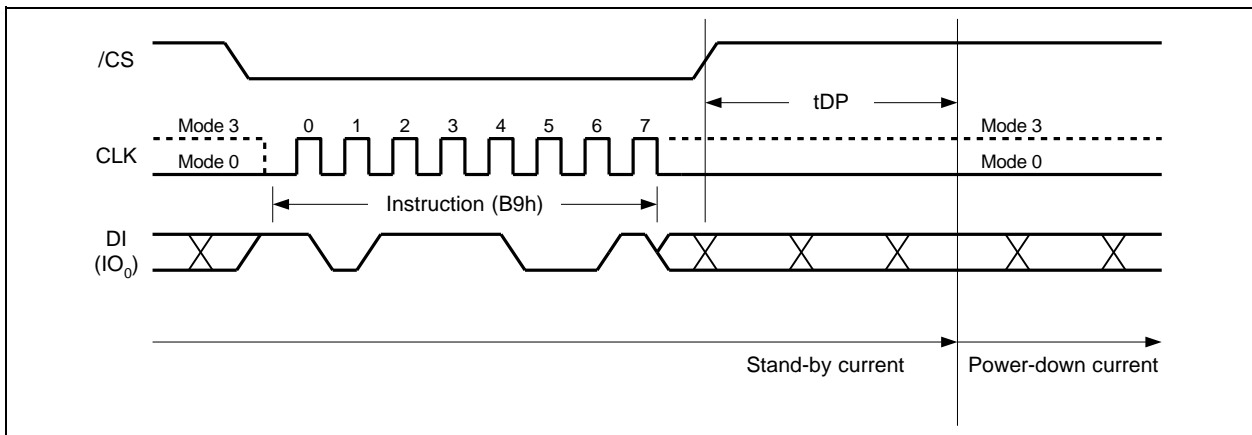 /CS
tDP
Mode 3 0 1 2 3 4 5 6 7 Mode 3
CLK
Mode 0 Mode 0
Instruction (B9h)
DI
(IO0)
Stand-by current Power-down current